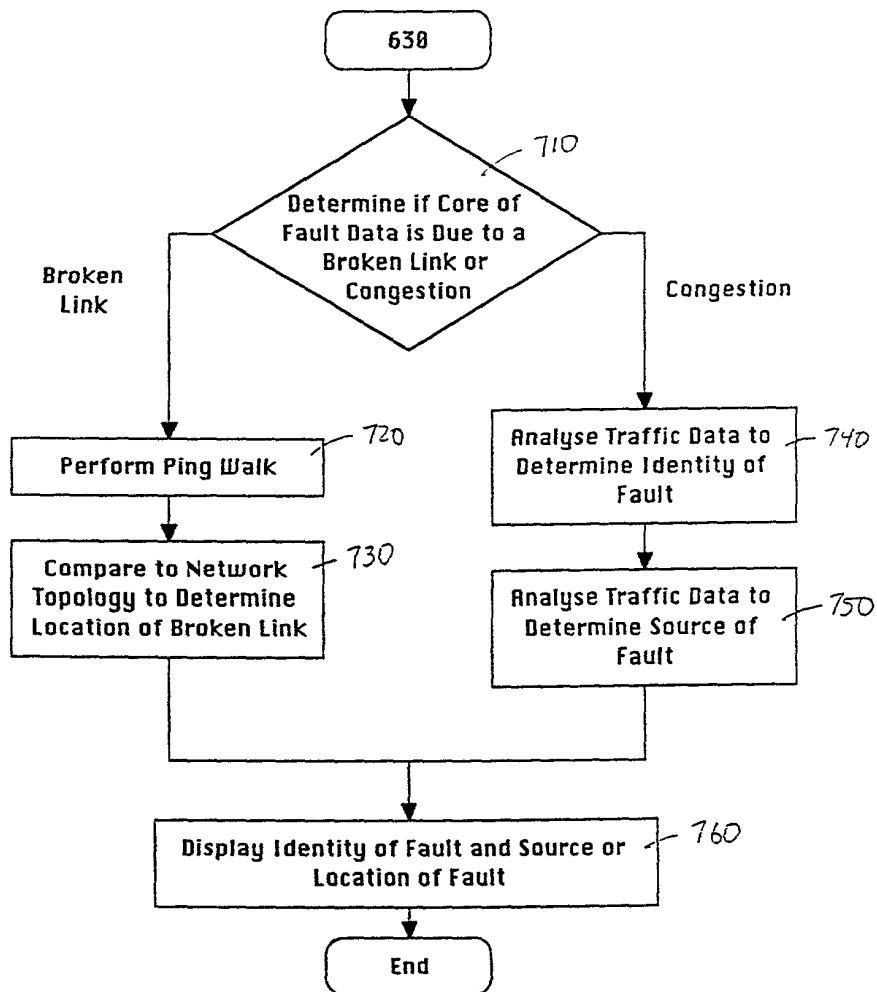 630
710
Determine if Core of
Fault Data is Due to a
Broken Link or
Congestion
Broken
Link
Congestion
720
Perform Ping Walk
Analyse Traffic Data to
Determine Identity of
Fault
740
730
Compare to Network
Topology to Determine
Location of Broken Link
Analyse Traffic Data to
Determine Source of
Fault
750
760
Display Identity of Fault and Source or
Location of Fault
End